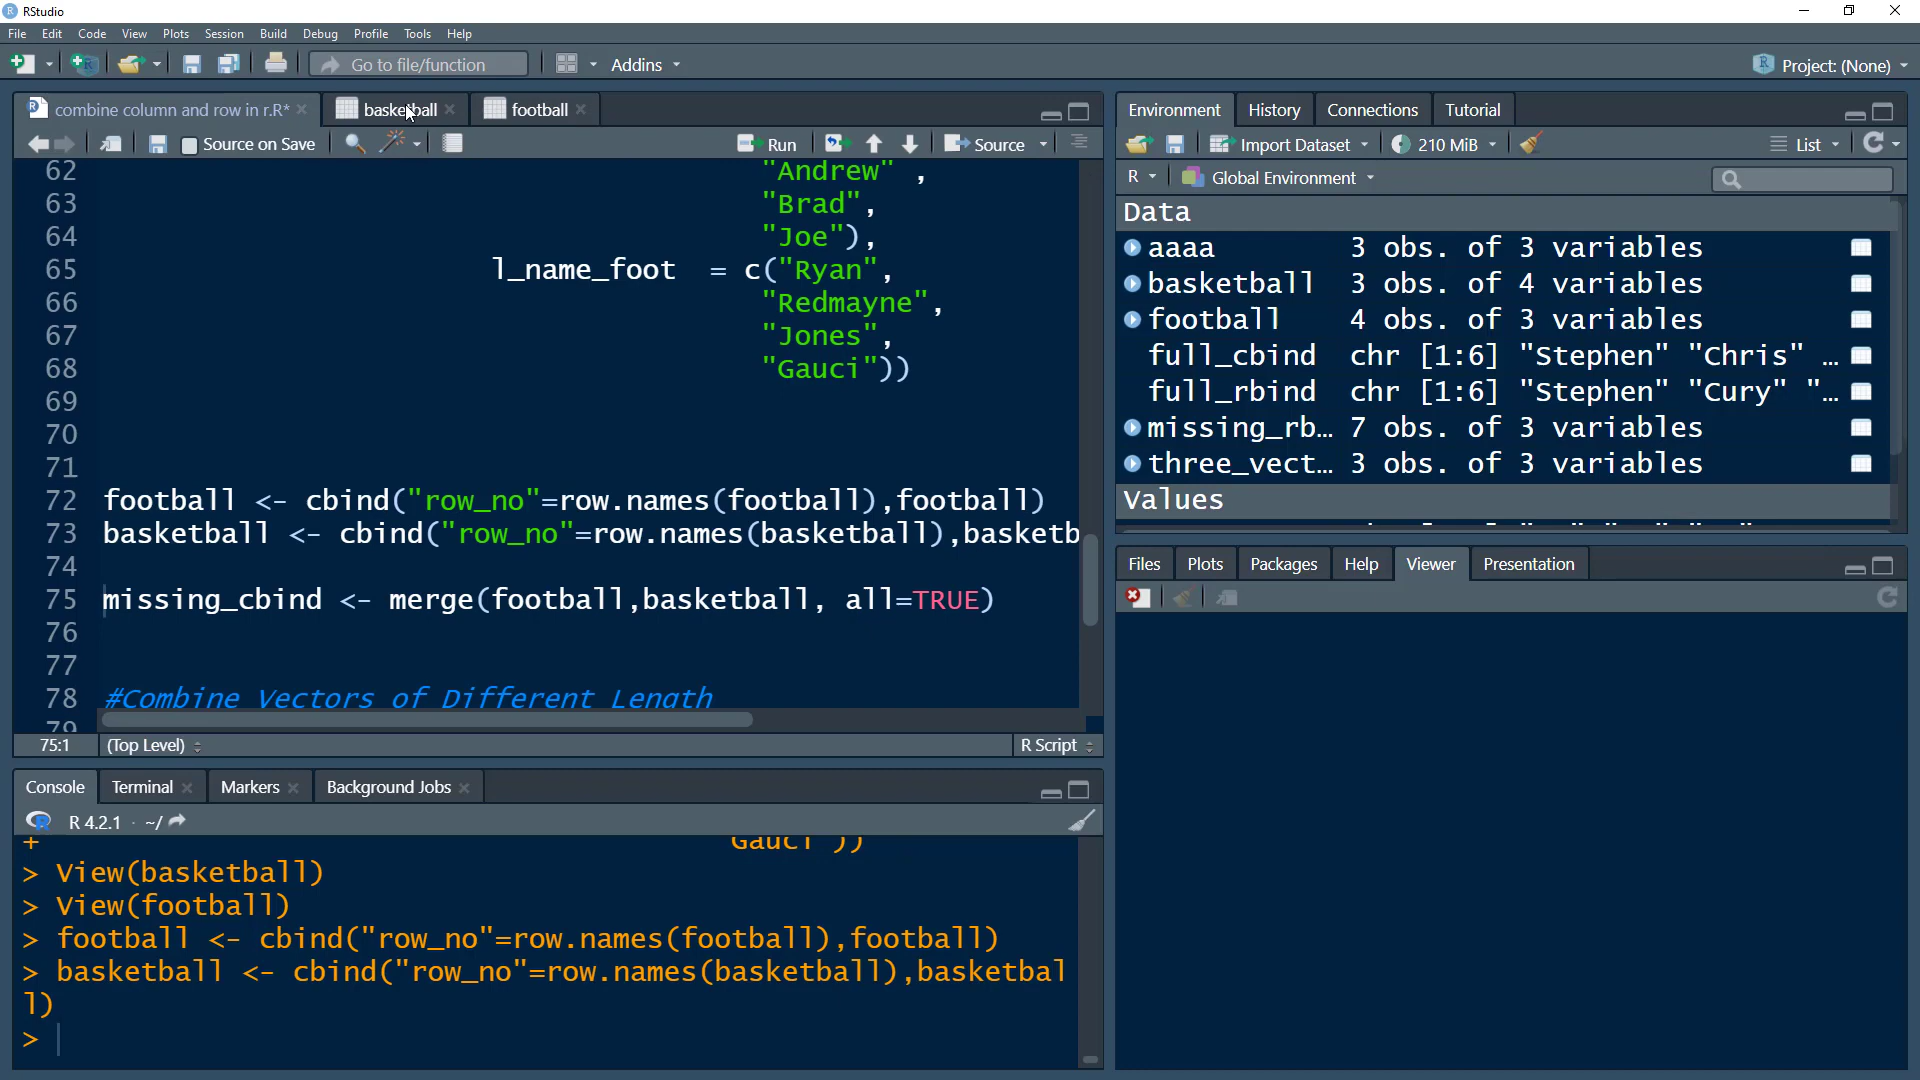 RStudio
File Edit Code View Plots Session Build Debug Profile Tools Help
Go to file/function Addins Project: (None)
combine column and row in r.R* basketball football
Source on Save Run Source
62 "Andrew" ,
63 "Brad",
64 "Joe"),
65 l_name_foot = c("Ryan",
66 "Redmayne",
67 "Jones",
68 "Gauci"))
69
70
71
72 football <- cbind("row_no"=row.names(football),football)
73 basketball <- cbind("row_no"=row.names(basketball),basketb
74
75 missing_cbind <- merge(football,basketball, all=TRUE)
76
77
78 #Combine Vectors of Different Length
79
75:1 (Top Level) R Script
Console Terminal Markers Background Jobs
R 4.2.1 · ~/
+ Gauci"))
> View(basketball)
> View(football)
> football <- cbind("row_no"=row.names(football),football)
> basketball <- cbind("row_no"=row.names(basketball),basketbal
l)
>
Environment History Connections Tutorial
Import Dataset 210 MiB List
R Global Environment
Data
aaaa 3 obs. of 3 variables
basketball 3 obs. of 4 variables
football 4 obs. of 3 variables
full_cbind chr [1:6] "Stephen" "Chris" …
full_rbind chr [1:6] "Stephen" "Cury" "…
missing_rb… 7 obs. of 3 variables
three_vect… 3 obs. of 3 variables
Values
Files Plots Packages Help Viewer Presentation